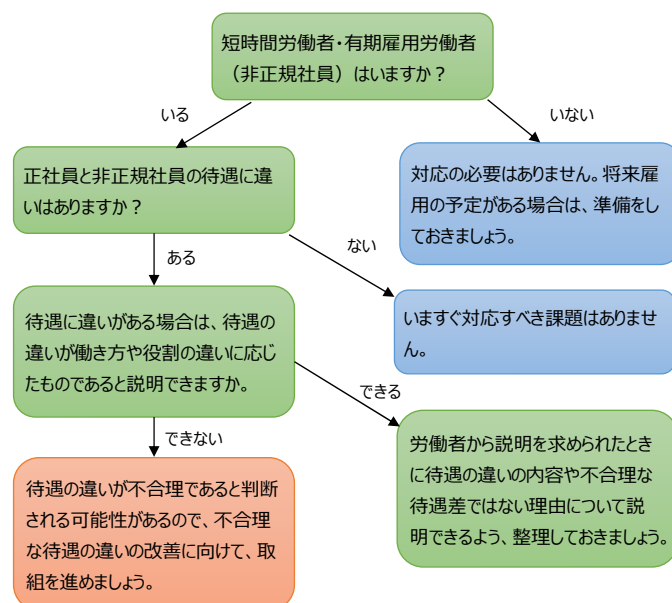 短時間労働者・有期雇用労働者
（非正規社員）はいますか？
いる
いない
正社員と非正規社員の待遇に違
いはありますか？
対応の必要はありません。将来雇
用の予定がある場合は、準備をし
ておきましょう。
ある
ない
待遇に違いがある場合は、待遇の
違いが働き方や役割の違いに応じ
たものであると説明できますか。
いますぐ対応すべき課題はありませ
ん。
できる
できない
労働者から説明を求められたとき
に待遇の違いの内容や不合理な
待遇差ではない理由について説
明できるよう、整理しておきましょう。
待遇の違いが不合理であると判断
される可能性があるので、不合理
な待遇の違いの改善に向けて、取
組を進めましょう。